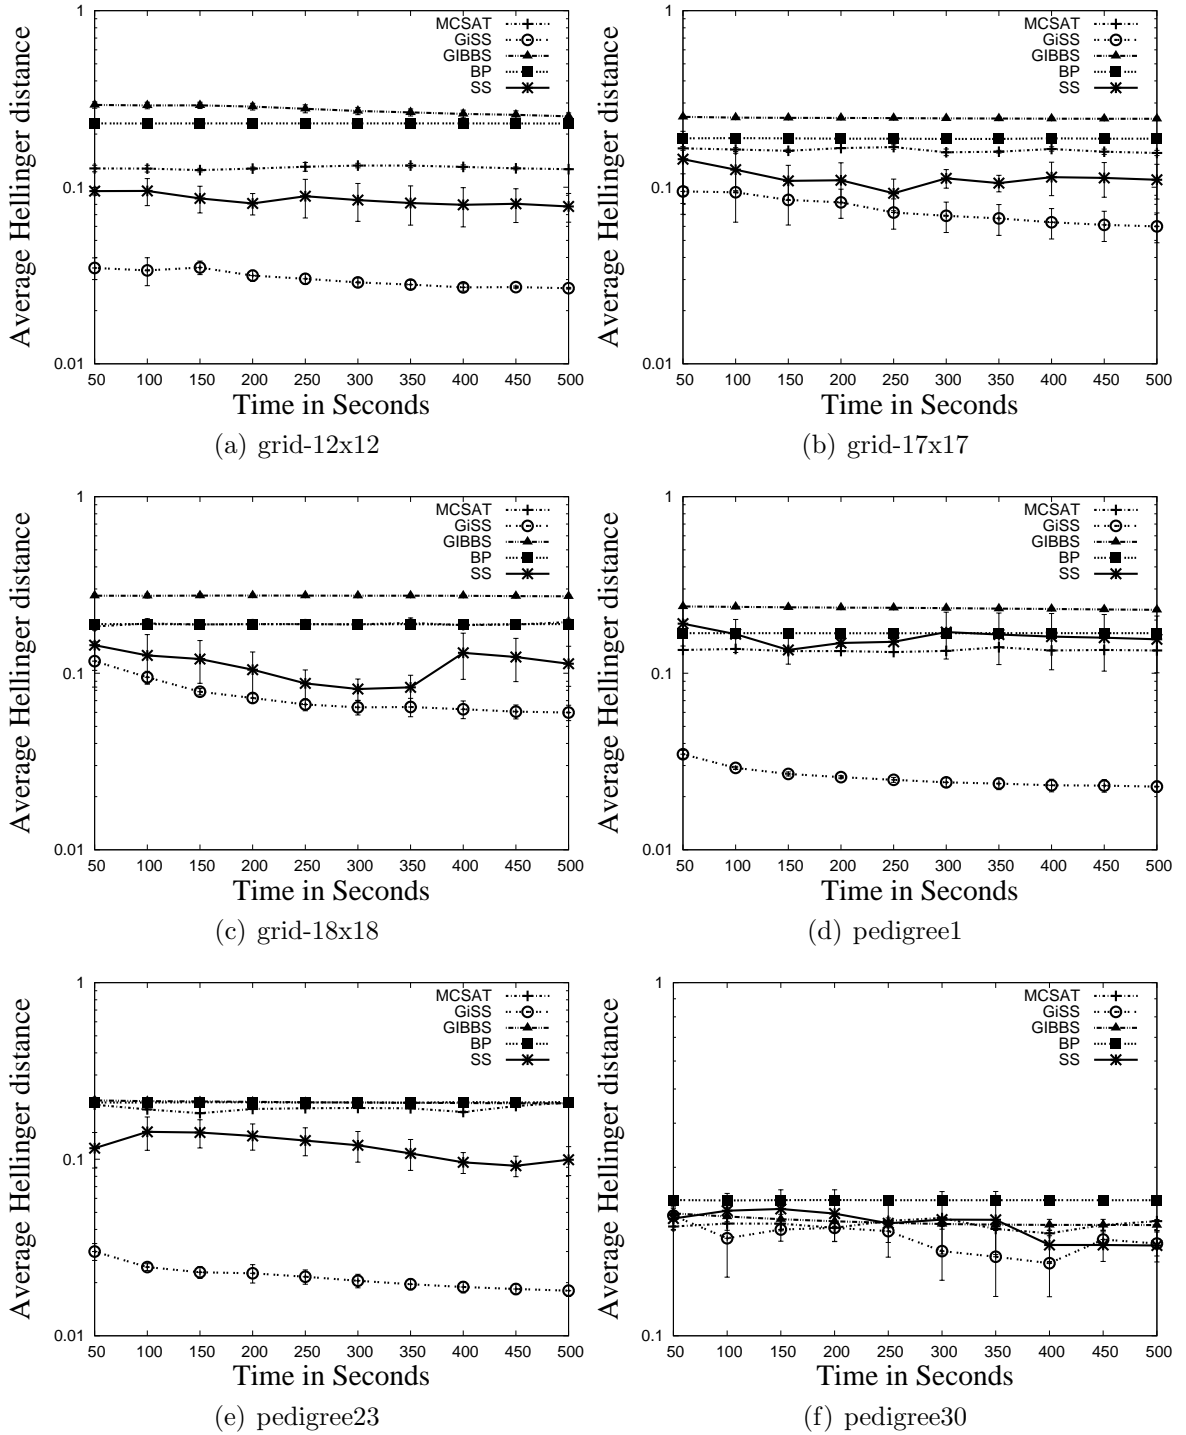 Average Hellinger distance
1
0.1
0.01
MCSAT
GiSS
GIBBS
BP
SS
50 100 150 200 250 300 350 400 450 500
Time in Seconds
(a) grid-12x12
Average Hellinger distance
1
0.1
0.01
MCSAT
GiSS
GIBBS
BP
SS
50 100 150 200 250 300 350 400 450 500
Time in Seconds
(b) grid-17x17
Average Hellinger distance
1
0.1
0.01
MCSAT
GiSS
GIBBS
BP
SS
50 100 150 200 250 300 350 400 450 500
Time in Seconds
(c) grid-18x18
Average Hellinger distance
1
0.1
0.01
MCSAT
GiSS
GIBBS
BP
SS
50 100 150 200 250 300 350 400 450 500
Time in Seconds
(d) pedigree1
Average Hellinger distance
1
0.1
0.01
MCSAT
GiSS
GIBBS
BP
SS
50 100 150 200 250 300 350 400 450 500
Time in Seconds
(e) pedigree23
Average Hellinger distance
1
0.1
MCSAT
GiSS
GIBBS
BP
SS
50 100 150 200 250 300 350 400 450 500
Time in Seconds
(f) pedigree30